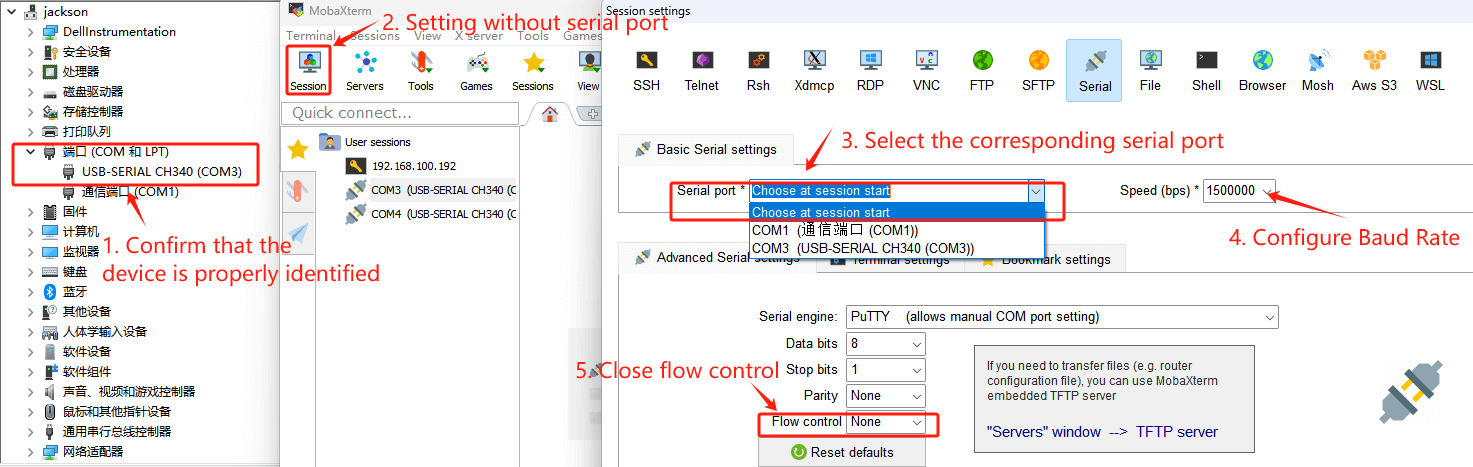 jackson
DellInstrumentation
安全设备
处理器
磁盘驱动器
存储控制器
打印队列
端口 (COM 和 LPT)
USB-SERIAL CH340 (COM3)
通信端口 (COM1)
固件
计算机
监视器
键盘
蓝牙
其他设备
人体学输入设备
软件设备
软件组件
声音、视频和游戏控制器
鼠标和其他指针设备
通用串行总线控制器
网络适配器
1. Confirm that the
device is properly identified
MobaXterm
2. Setting without serial port
Terminal Sessions View X server Tools Games
Session Servers Tools Games Sessions View
Quick connect...
User sessions
192.168.100.192
COM3 (USB-SERIAL CH340 (C
COM4 (USB-SERIAL CH340 (C
Session settings
SSH Telnet Rsh Xdmcp RDP VNC FTP SFTP Serial File Shell Browser Mosh Aws S3 WSL
3. Select the corresponding serial port
Basic Serial settings
Serial port * Choose at session start Speed (bps) * 1500000
Choose at session start
COM1 (通信端口 (COM1))
COM3 (USB-SERIAL CH340 (COM3))
4. Configure Baud Rate
Advanced Serial settings Terminal settings Bookmark settings
Serial engine: PuTTY (allows manual COM port setting)
Data bits 8
Stop bits 1
5. Close flow control
Parity None
Flow control None
Reset defaults
If you need to transfer files (e.g. router
configuration file), you can use MobaXterm
embedded TFTP server
"Servers" window --> TFTP server